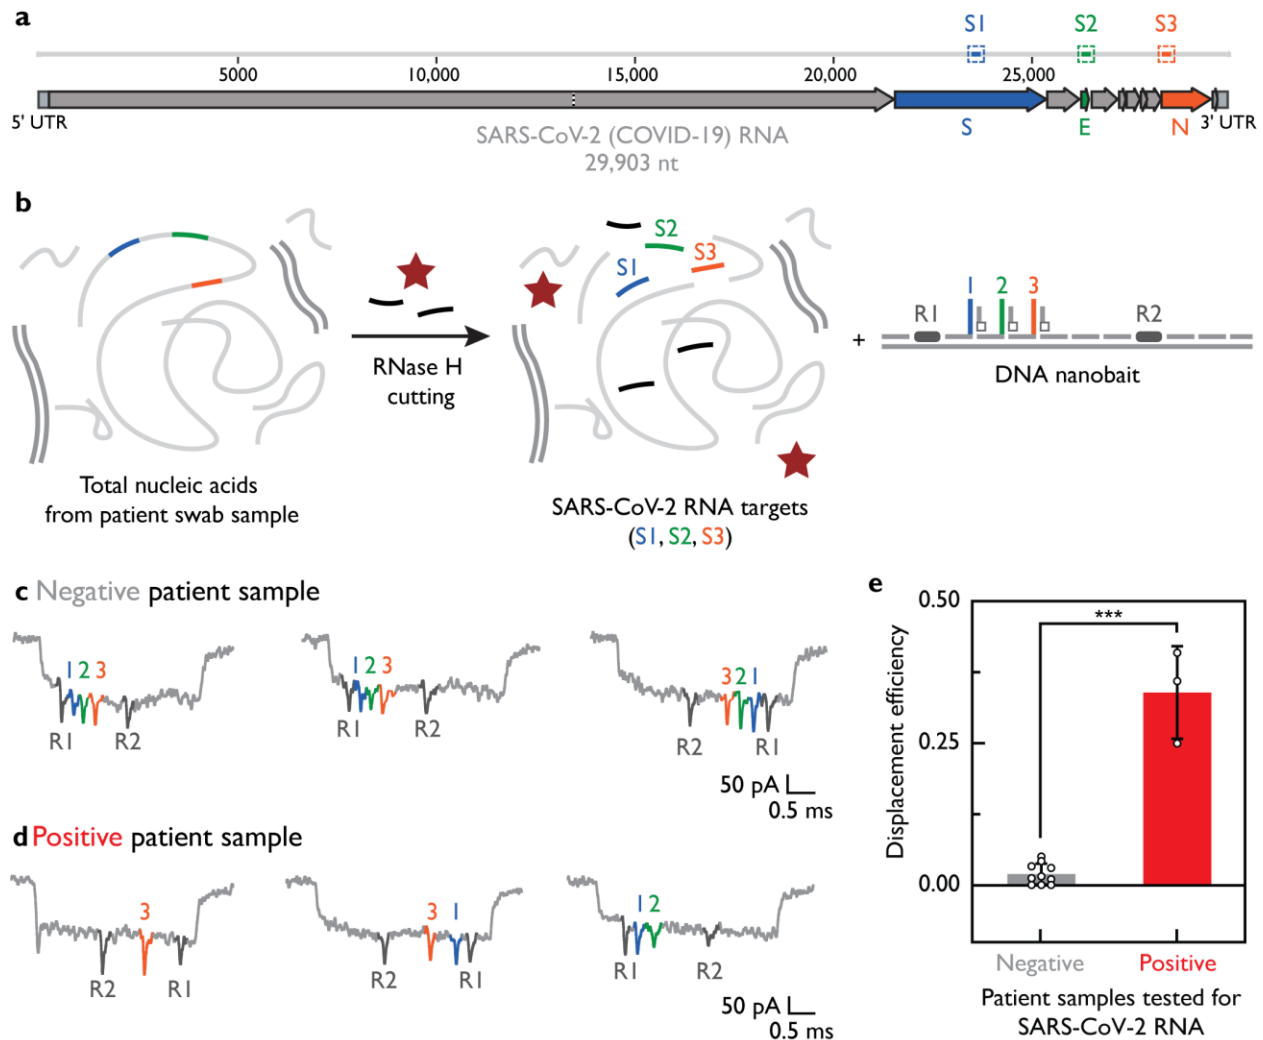 a
S1 S2 S3
5000 10,000 15,000 20,000 25,000
5' UTR S E N 3' UTR
SARS-CoV-2 (COVID-19) RNA
29,903 nt
b
S1 S2 S3
RNase H
cutting
+
R1 1 2 3 R2
DNA nanobait
Total nucleic acids
from patient swab sample
SARS-CoV-2 RNA targets
(S1, S2, S3)
c Negative patient sample
1 2 3
R1 R2
1 2 3
R1 R2
3 2 1
R2 R1
50 pA
0.5 ms
d Positive patient sample
3
R2 R1
3 1
R2 R1
1 2
R1 R2
50 pA
0.5 ms
e
0.50
***
0.25
0.00
Displacement efficiency
Negative Positive
Patient samples tested for
SARS-CoV-2 RNA